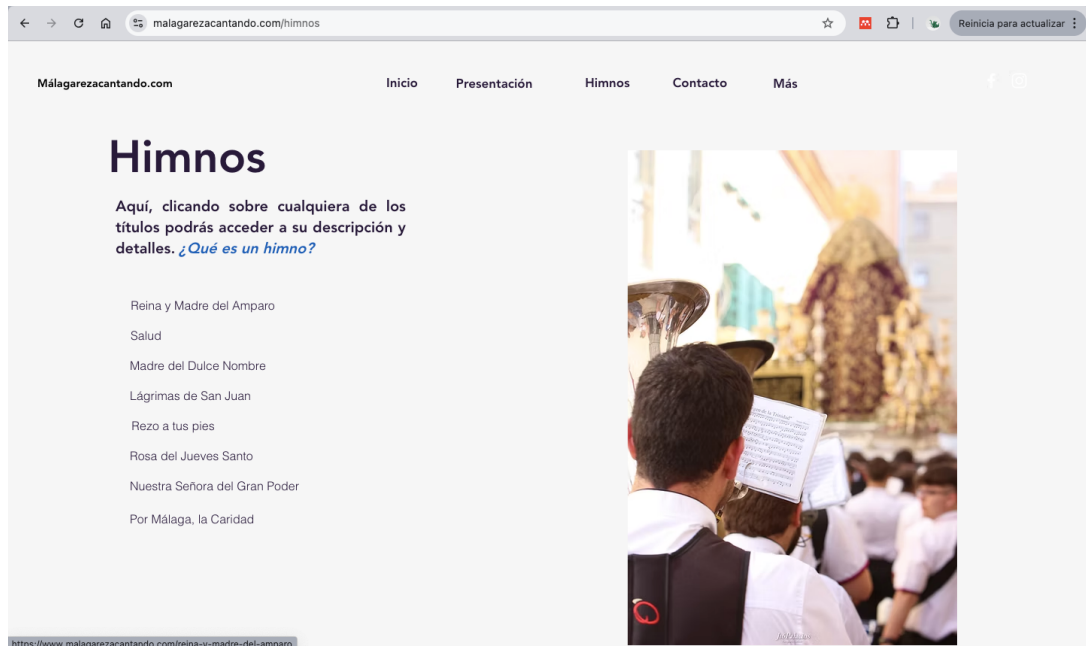 malagarezacantando.com/himnos
Reinicia para actualizar
Málagarezacantando.com
Inicio
Presentación
Himnos
Contacto
Más
Himnos
Aquí, clicando sobre cualquiera de los
títulos podrás acceder a su descripción y
detalles. ¿Qué es un himno?
Reina y Madre del Amparo
Salud
Madre del Dulce Nombre
Lágrimas de San Juan
Rezo a tus pies
Rosa del Jueves Santo
Nuestra Señora del Gran Poder
Por Málaga, la Caridad
https://www.malagarezacantando.com/reina-y-madre-del-amparo